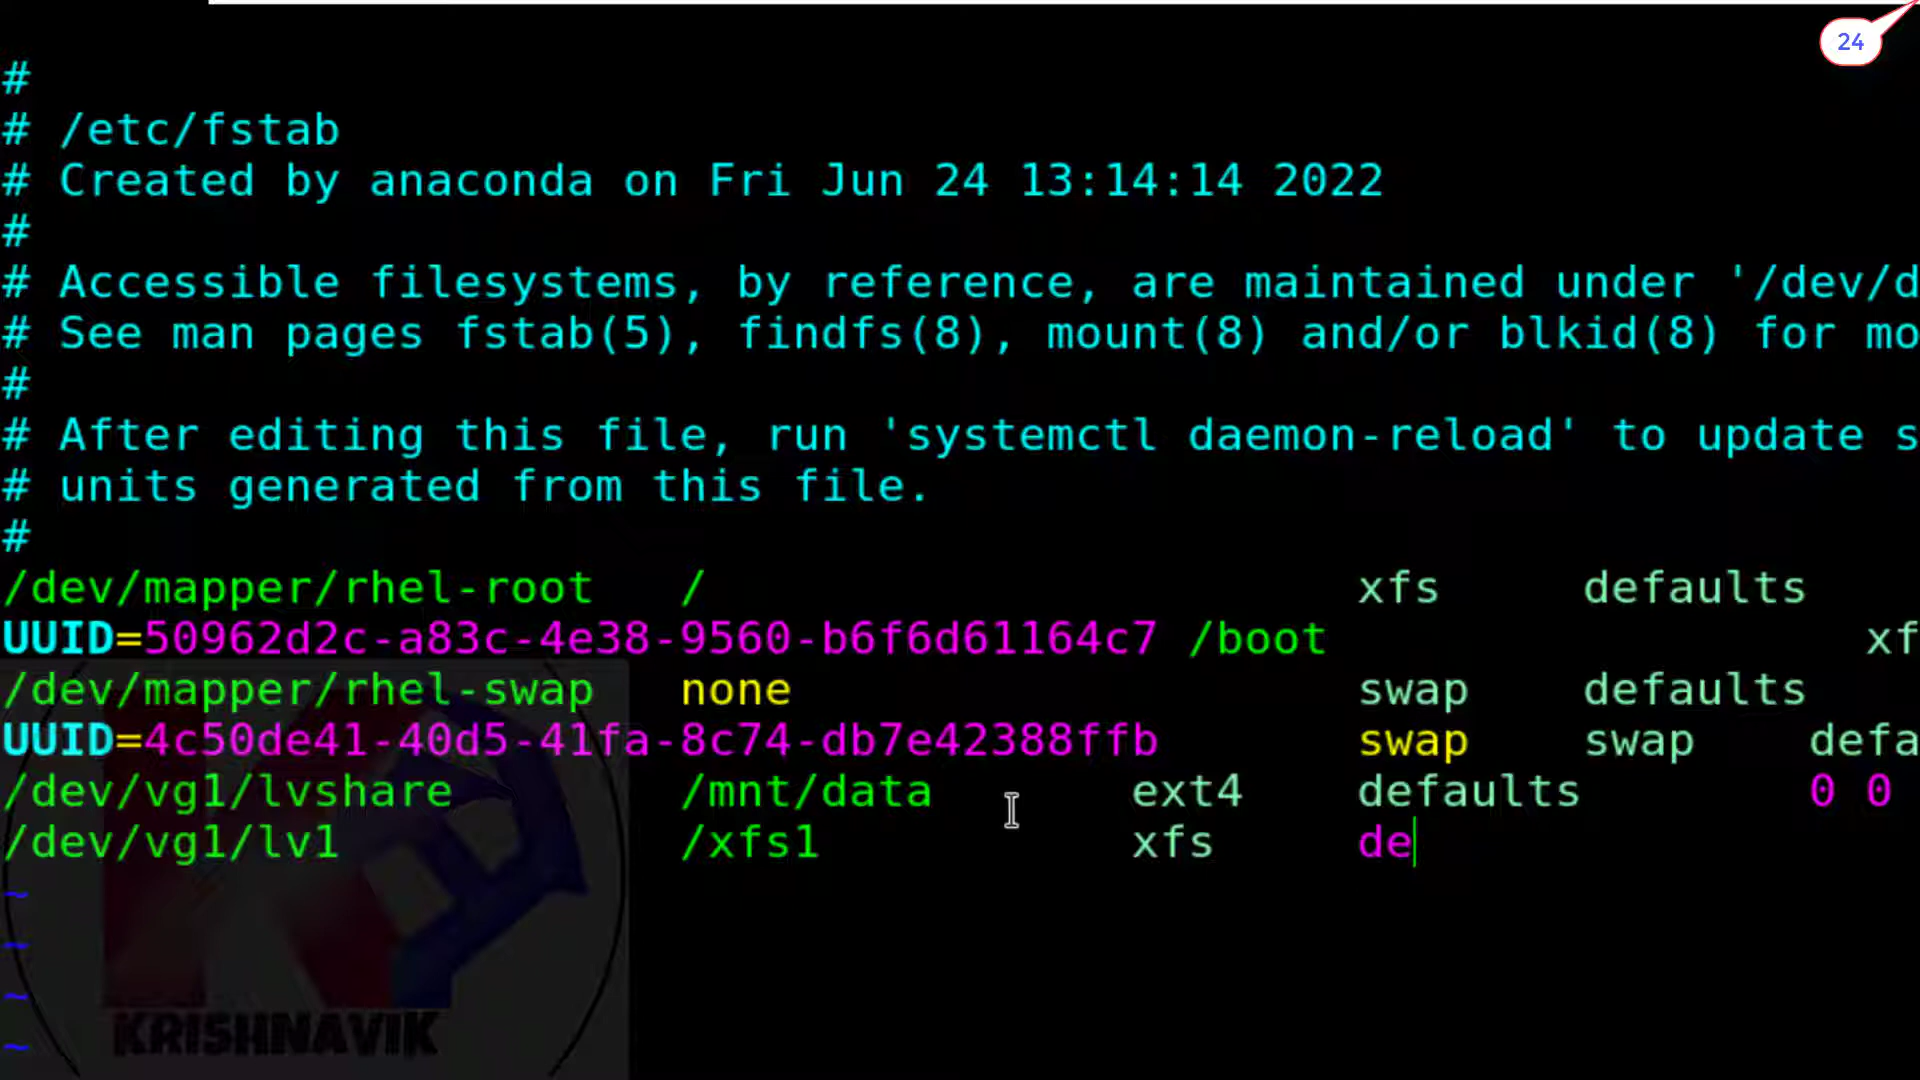 24
#
# /etc/fstab
# Created by anaconda on Fri Jun 24 13:14:14 2022
#
# Accessible filesystems, by reference, are maintained under '/dev/d
# See man pages fstab(5), findfs(8), mount(8) and/or blkid(8) for mo
#
# After editing this file, run 'systemctl daemon-reload' to update s
# units generated from this file.
#
/dev/mapper/rhel-root / xfs defaults
UUID=50962d2c-a83c-4e38-9560-b6f6d61164c7 /boot xf
/dev/mapper/rhel-swap none swap defaults
UUID=4c50de41-40d5-41fa-8c74-db7e42388ffb swap swap defa
/dev/vg1/lvshare /mnt/data ext4 defaults 0 0
/dev/vg1/lv1 /xfs1 xfs de
~
~
~
~
KRISHNAVIK